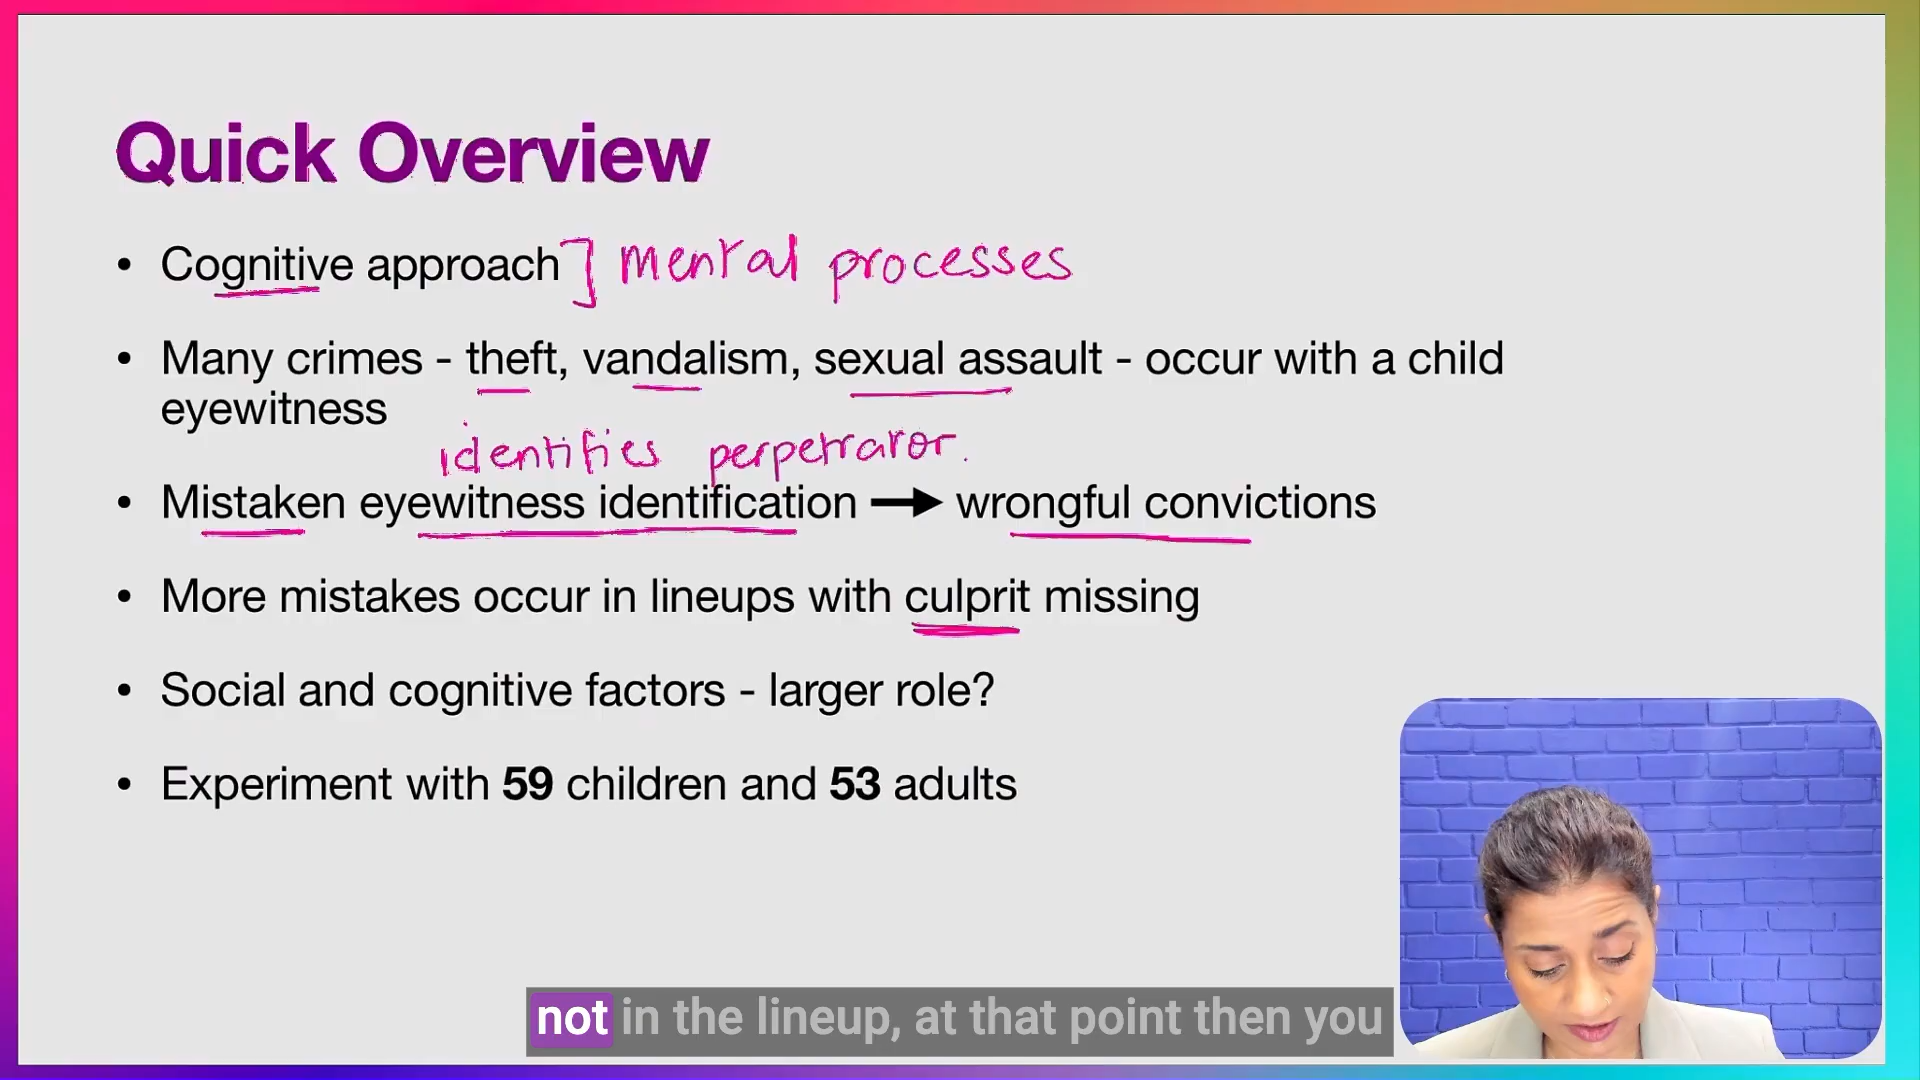 Quick Overview
• Cognitive approach ] mental processes
• Many crimes - theft, vandalism, sexual assault - occur with a child
eyewitness
identifies perpetrator.
• Mistaken eyewitness identification → wrongful convictions
• More mistakes occur in lineups with culprit missing
• Social and cognitive factors - larger role?
• Experiment with 59 children and 53 adults
not in the lineup, at that point then you